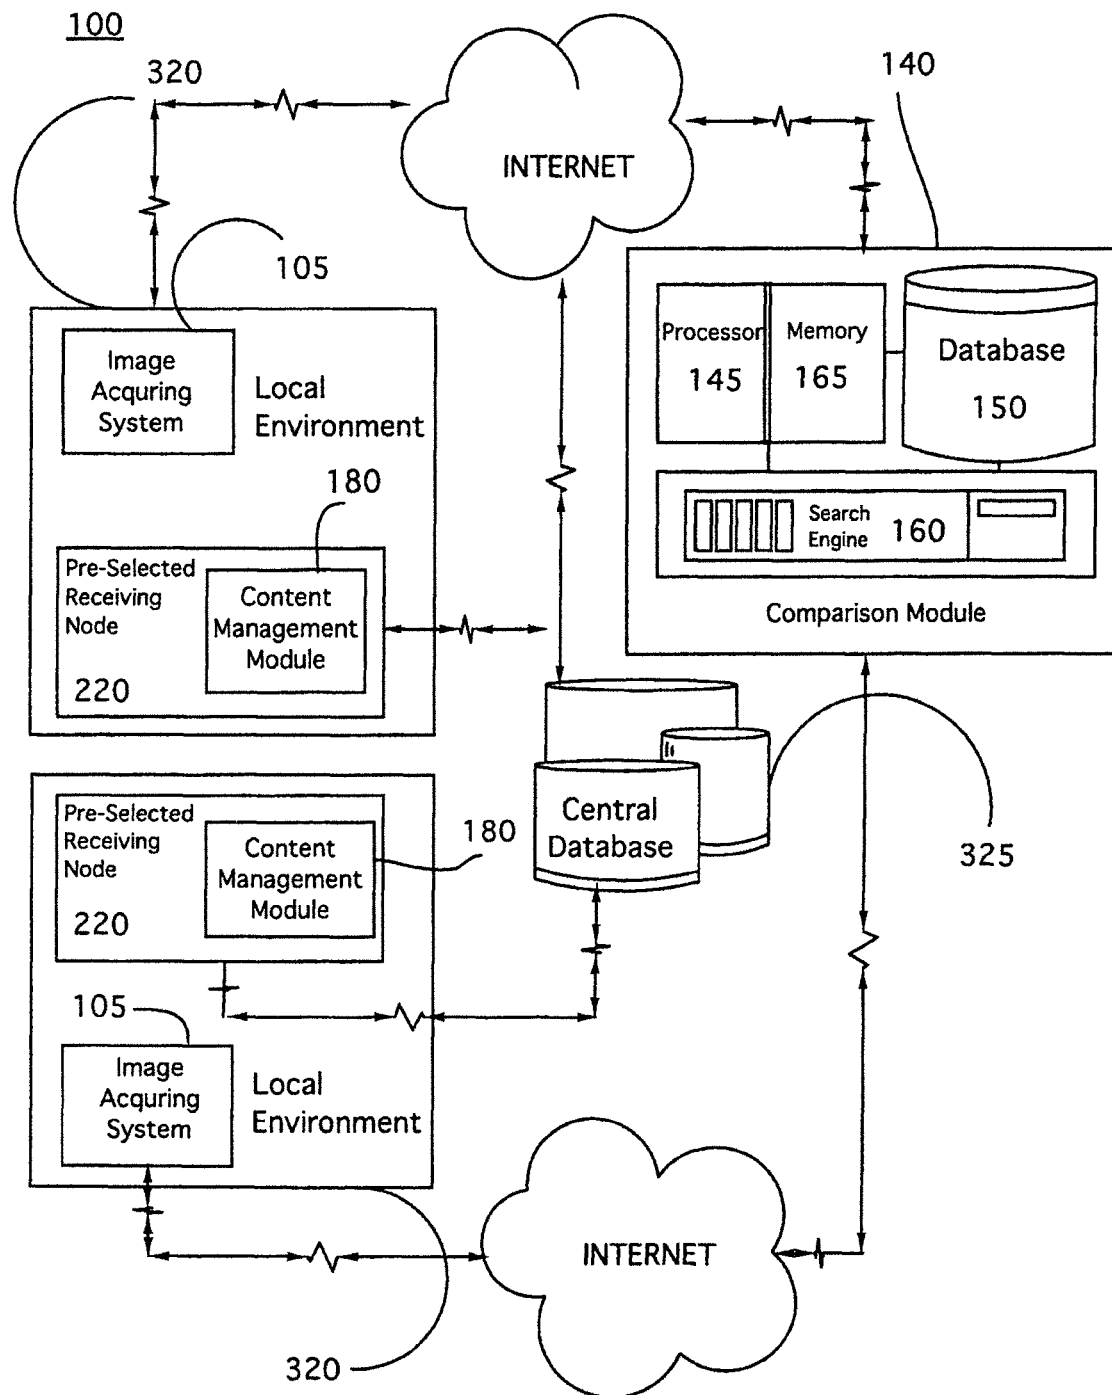 100
320
140
INTERNET
105
Image
Acquring
System
Local
Environment
Processor
145
Memory
165
Database
150
180
Search
Engine
160
Pre-Selected
Receiving
Node
220
Content
Management
Module
Comparison Module
Central
Database
325
Pre-Selected
Receiving
Node
220
Content
Management
Module
180
105
Image
Acquring
System
Local
Environment
INTERNET
320